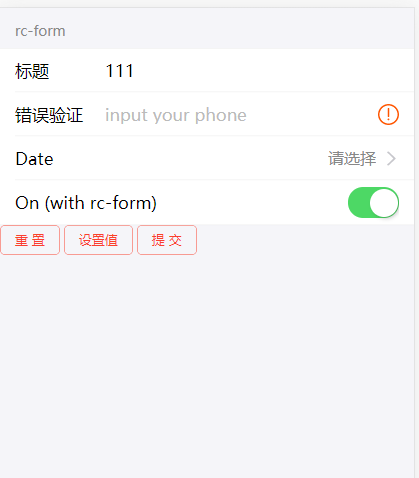 rc-form
标题 111
错误验证 input your phone
Date 请选择
On (with rc-form)
重 置 设置值 提 交